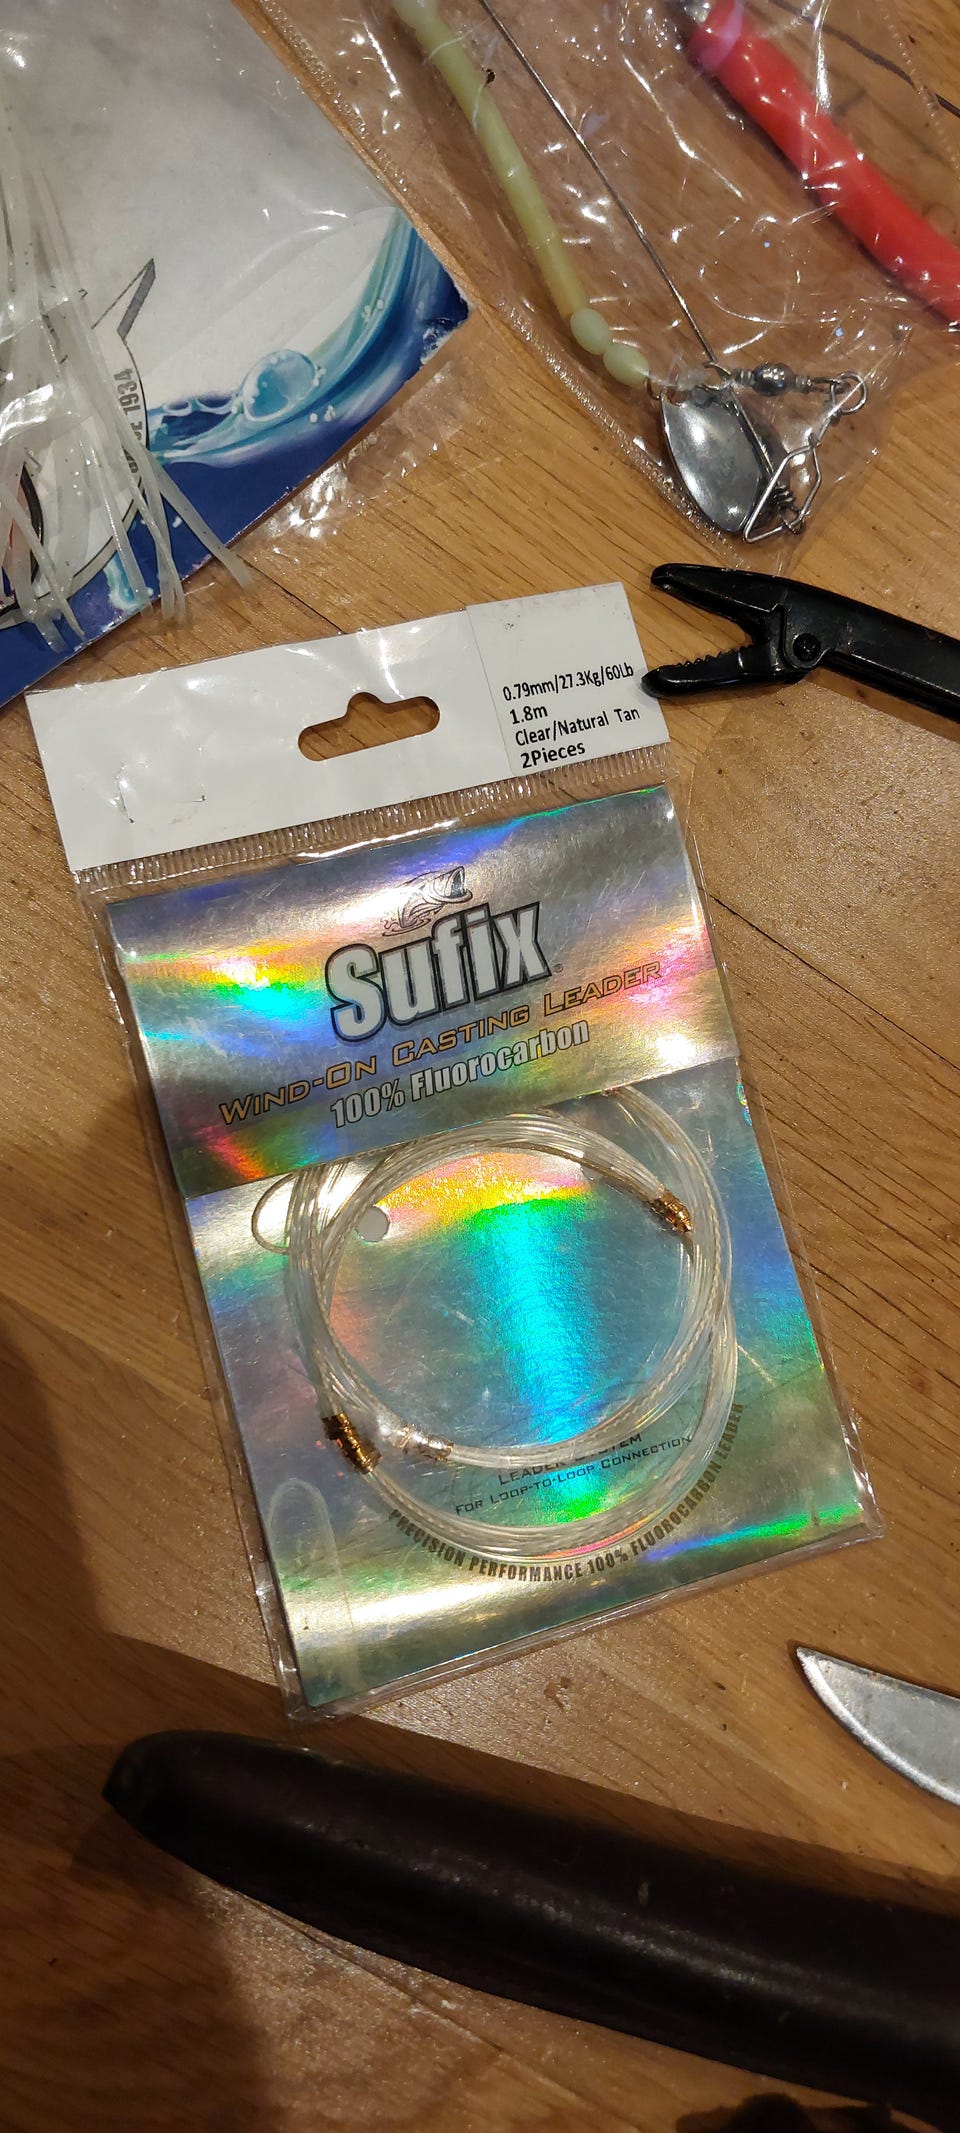 1934
0.79mm/27.3Kg/60Lb
1.8m
Clear/Natural Tan
2Pieces
Sufix®
WIND-ON CASTING LEADER
100% Fluorocarbon
LEADER SYSTEM
FOR LOOP-TO-LOOP CONNECTION
PRECISION PERFORMANCE 100% FLUOROCARBON LEADER